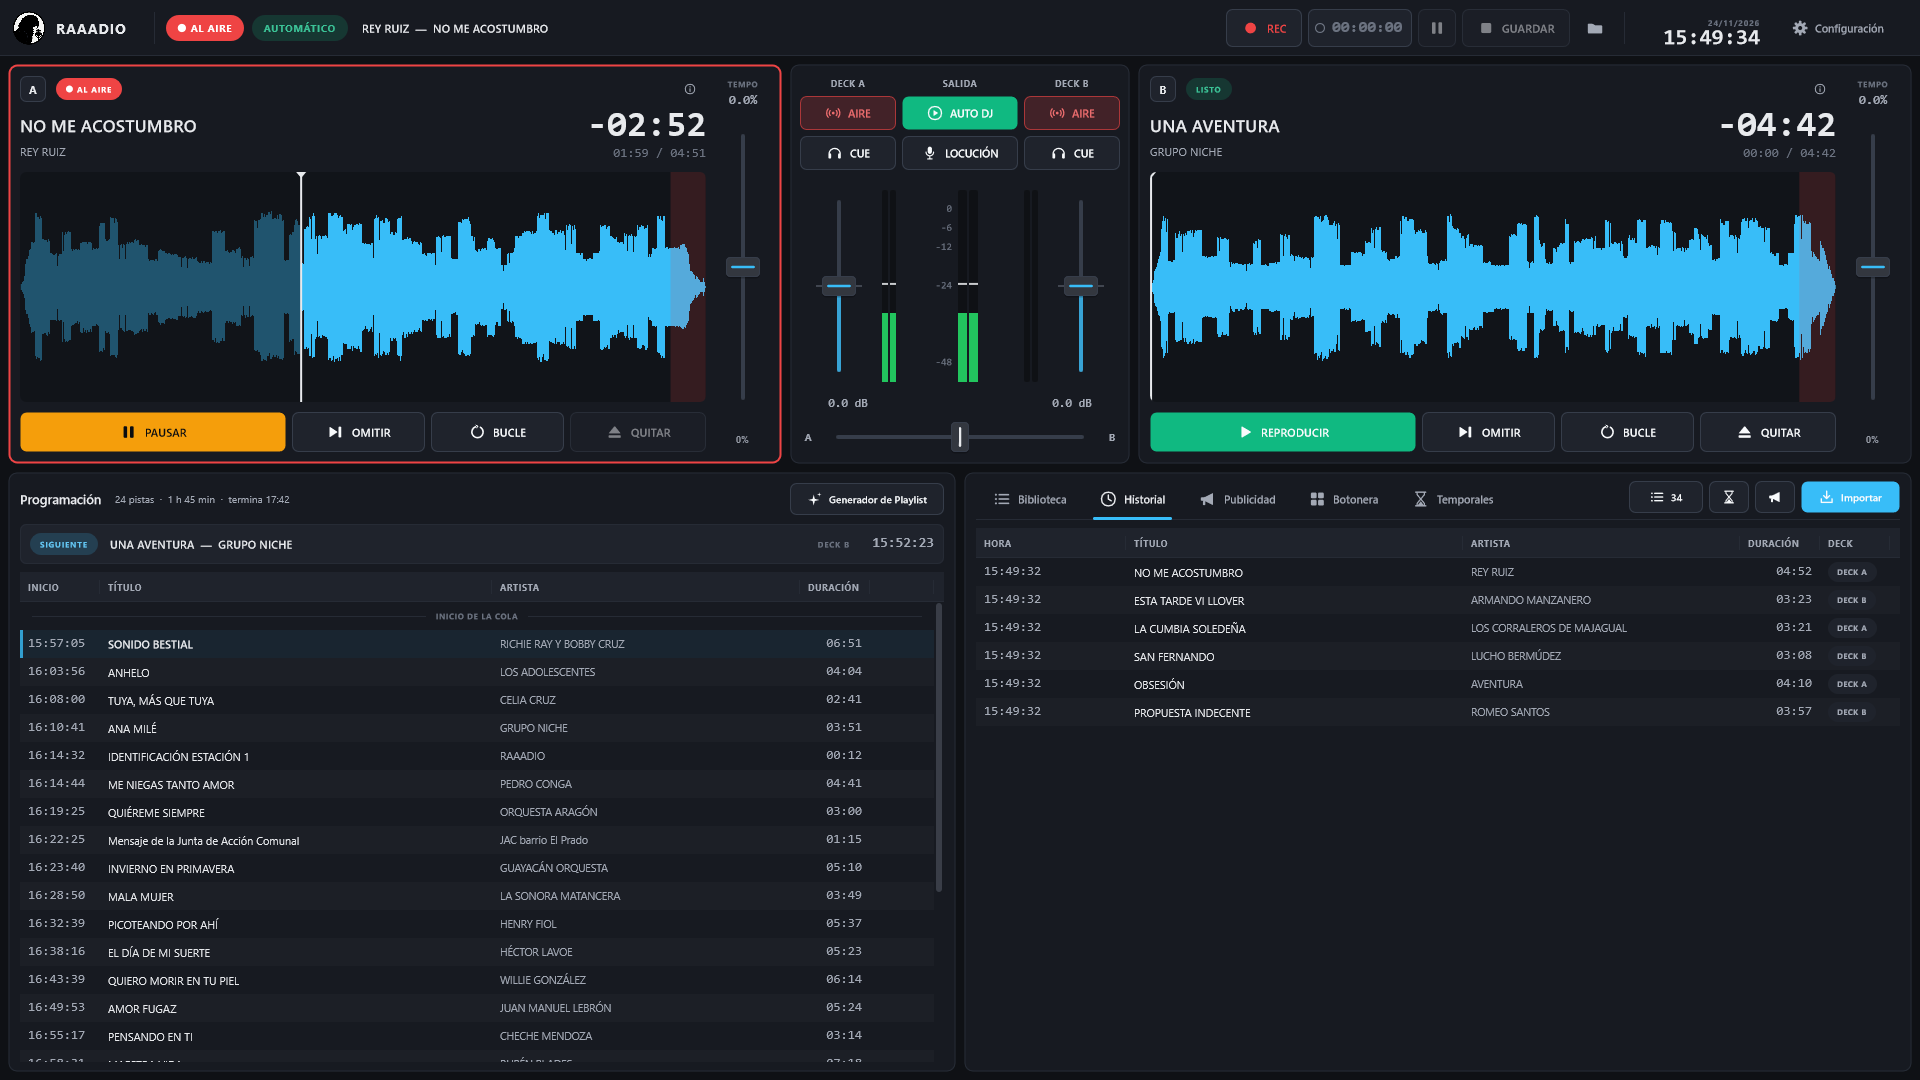 RAAADIO
AL AIRE
AUTOMÁTICO
REY RUIZ — NO ME ACOSTUMBRO
REC
00:00:00
GUARDAR
24/11/2026
15:49:34
Configuración
A
AL AIRE
NO ME ACOSTUMBRO
REY RUIZ
-02:52
01:59 / 04:51
TEMPO
0.0%
PAUSAR
OMITIR
BUCLE
QUITAR
0%
DECK A
SALIDA
DECK B
AIRE
AUTO DJ
AIRE
CUE
LOCUCIÓN
CUE
0
-6
-12
-24
-48
0.0 dB
0.0 dB
A
B
B
LISTO
UNA AVENTURA
GRUPO NICHE
-04:42
00:00 / 04:42
TEMPO
0.0%
REPRODUCIR
OMITIR
BUCLE
QUITAR
0%
Programación
24 pistas · 1 h 45 min · termina 17:42
Generador de Playlist
SIGUIENTE
UNA AVENTURA — GRUPO NICHE
DECK B
15:52:23
INICIO TÍTULO ARTISTA DURACIÓN
INICIO DE LA COLA
15:57:05 SONIDO BESTIAL RICHIE RAY Y BOBBY CRUZ 06:51
16:03:56 ANHELO LOS ADOLESCENTES 04:04
16:08:00 TUYA, MÁS QUE TUYA CELIA CRUZ 02:41
16:10:41 ANA MILÉ GRUPO NICHE 03:51
16:14:32 IDENTIFICACIÓN ESTACIÓN 1 RAAADIO 00:12
16:14:44 ME NIEGAS TANTO AMOR PEDRO CONGA 04:41
16:19:25 QUIÉREME SIEMPRE ORQUESTA ARAGÓN 03:00
16:22:25 Mensaje de la Junta de Acción Comunal JAC barrio El Prado 01:15
16:23:40 INVIERNO EN PRIMAVERA GUAYACÁN ORQUESTA 05:10
16:28:50 MALA MUJER LA SONORA MATANCERA 03:49
16:32:39 PICOTEANDO POR AHÍ HENRY FIOL 05:37
16:38:16 EL DÍA DE MI SUERTE HÉCTOR LAVOE 05:23
16:43:39 QUIERO MORIR EN TU PIEL WILLIE GONZÁLEZ 06:14
16:49:53 AMOR FUGAZ JUAN MANUEL LEBRÓN 05:24
16:55:17 PENSANDO EN TI CHECHE MENDOZA 03:14
Biblioteca
Historial
Publicidad
Botonera
Temporales
34
Importar
HORA TÍTULO ARTISTA DURACIÓN DECK
15:49:32 NO ME ACOSTUMBRO REY RUIZ 04:52 DECK A
15:49:32 ESTA TARDE VI LLOVER ARMANDO MANZANERO 03:23 DECK B
15:49:32 LA CUMBIA SOLEDEÑA LOS CORRALEROS DE MAJAGUAL 03:21 DECK A
15:49:32 SAN FERNANDO LUCHO BERMÚDEZ 03:08 DECK B
15:49:32 OBSESIÓN AVENTURA 04:10 DECK A
15:49:32 PROPUESTA INDECENTE ROMEO SANTOS 03:57 DECK B